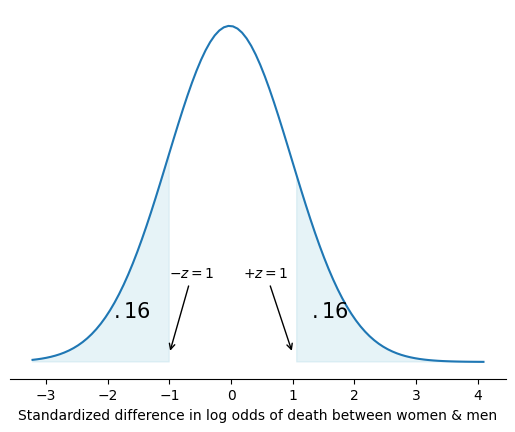 −z = 1
+z = 1
.16
.16
−3 −2 −1 0 1 2 3 4
Standardized difference in log odds of death between women & men